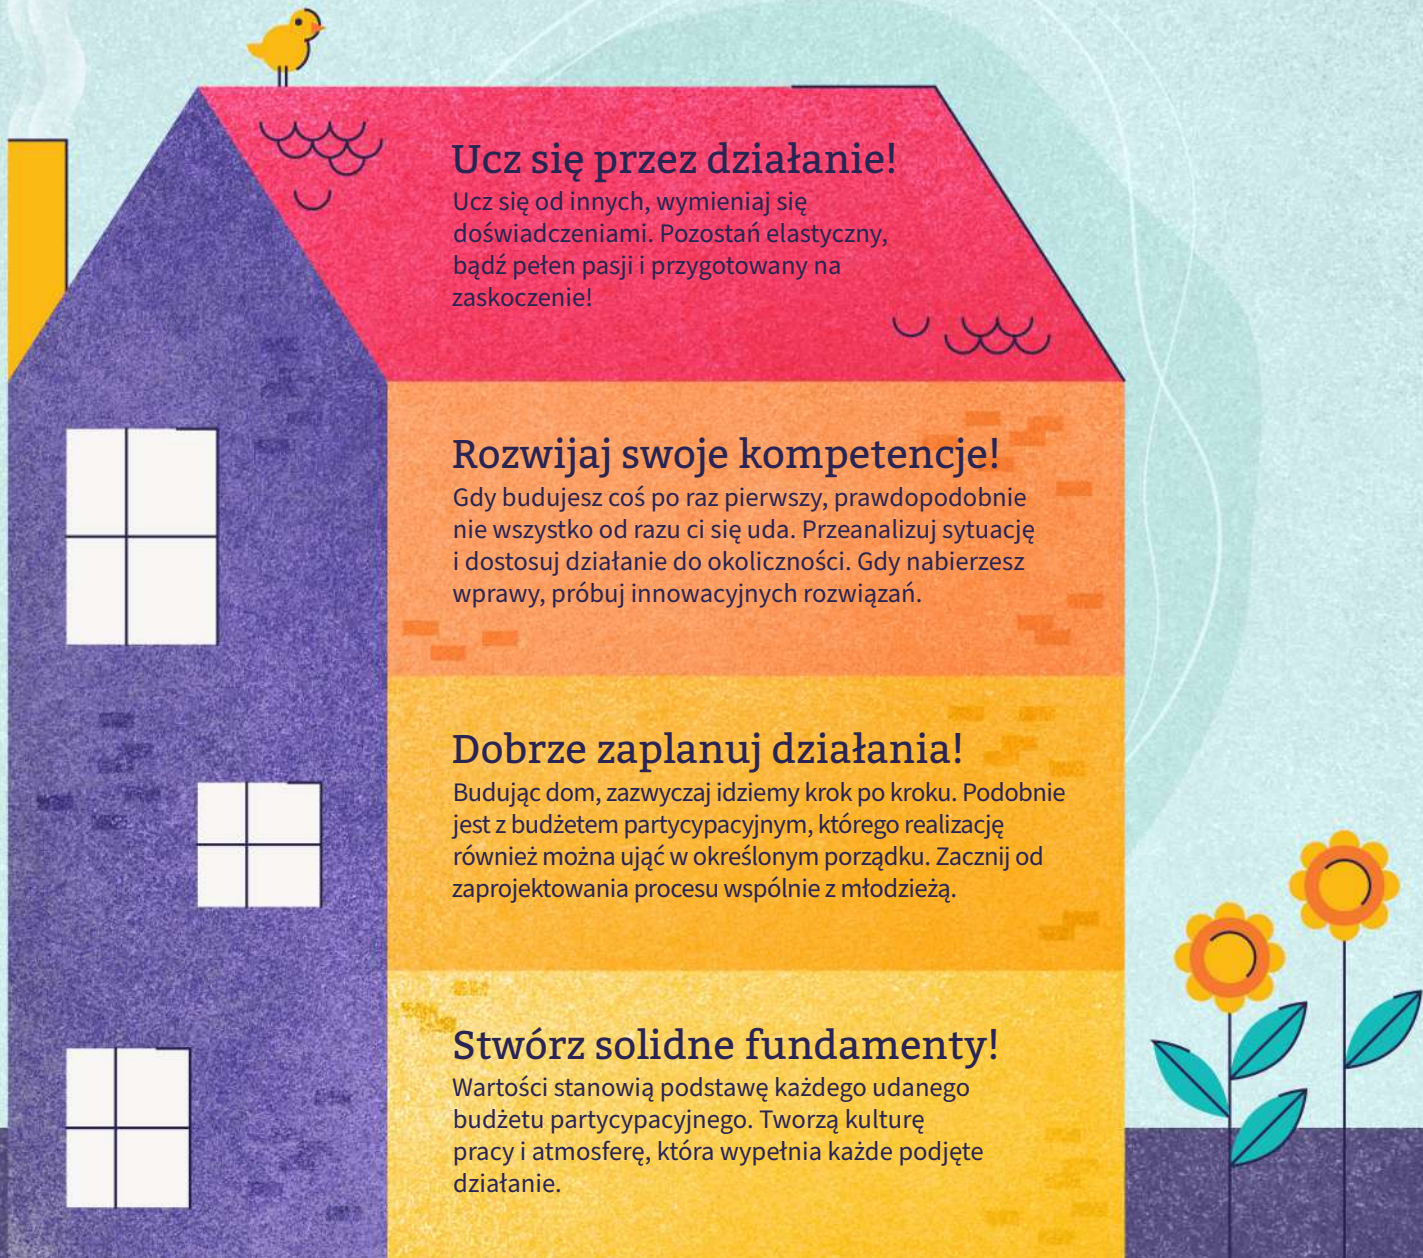 Ucz się przez działanie!
Ucz się od innych, wymieniaj się
doświadczeniami. Pozostań elastyczny,
bądź pełen pasji i przygotowany na
zaskoczenie!
Rozwijaj swoje kompetencje!
Gdy budujesz coś po raz pierwszy, prawdopodobnie
nie wszystko od razu ci się uda. Przeanalizuj sytuację
i dostosuj działanie do okoliczności. Gdy nabierzesz
wprawy, próbuj innowacyjnych rozwiązań.
Dobrze zaplanuj działania!
Budując dom, zazwyczaj idziemy krok po kroku. Podobnie
jest z budżetem partycypacyjnym, którego realizację
również można ująć w określonym porządku. Zacznij od
zaprojektowania procesu wspólnie z młodzieżą.
Stwórz solidne fundamenty!
Wartości stanowią podstawę każdego udanego
budżetu partycypacyjnego. Tworzą kulturę
pracy i atmosferę, która wypełnia każde podjęte
działanie.